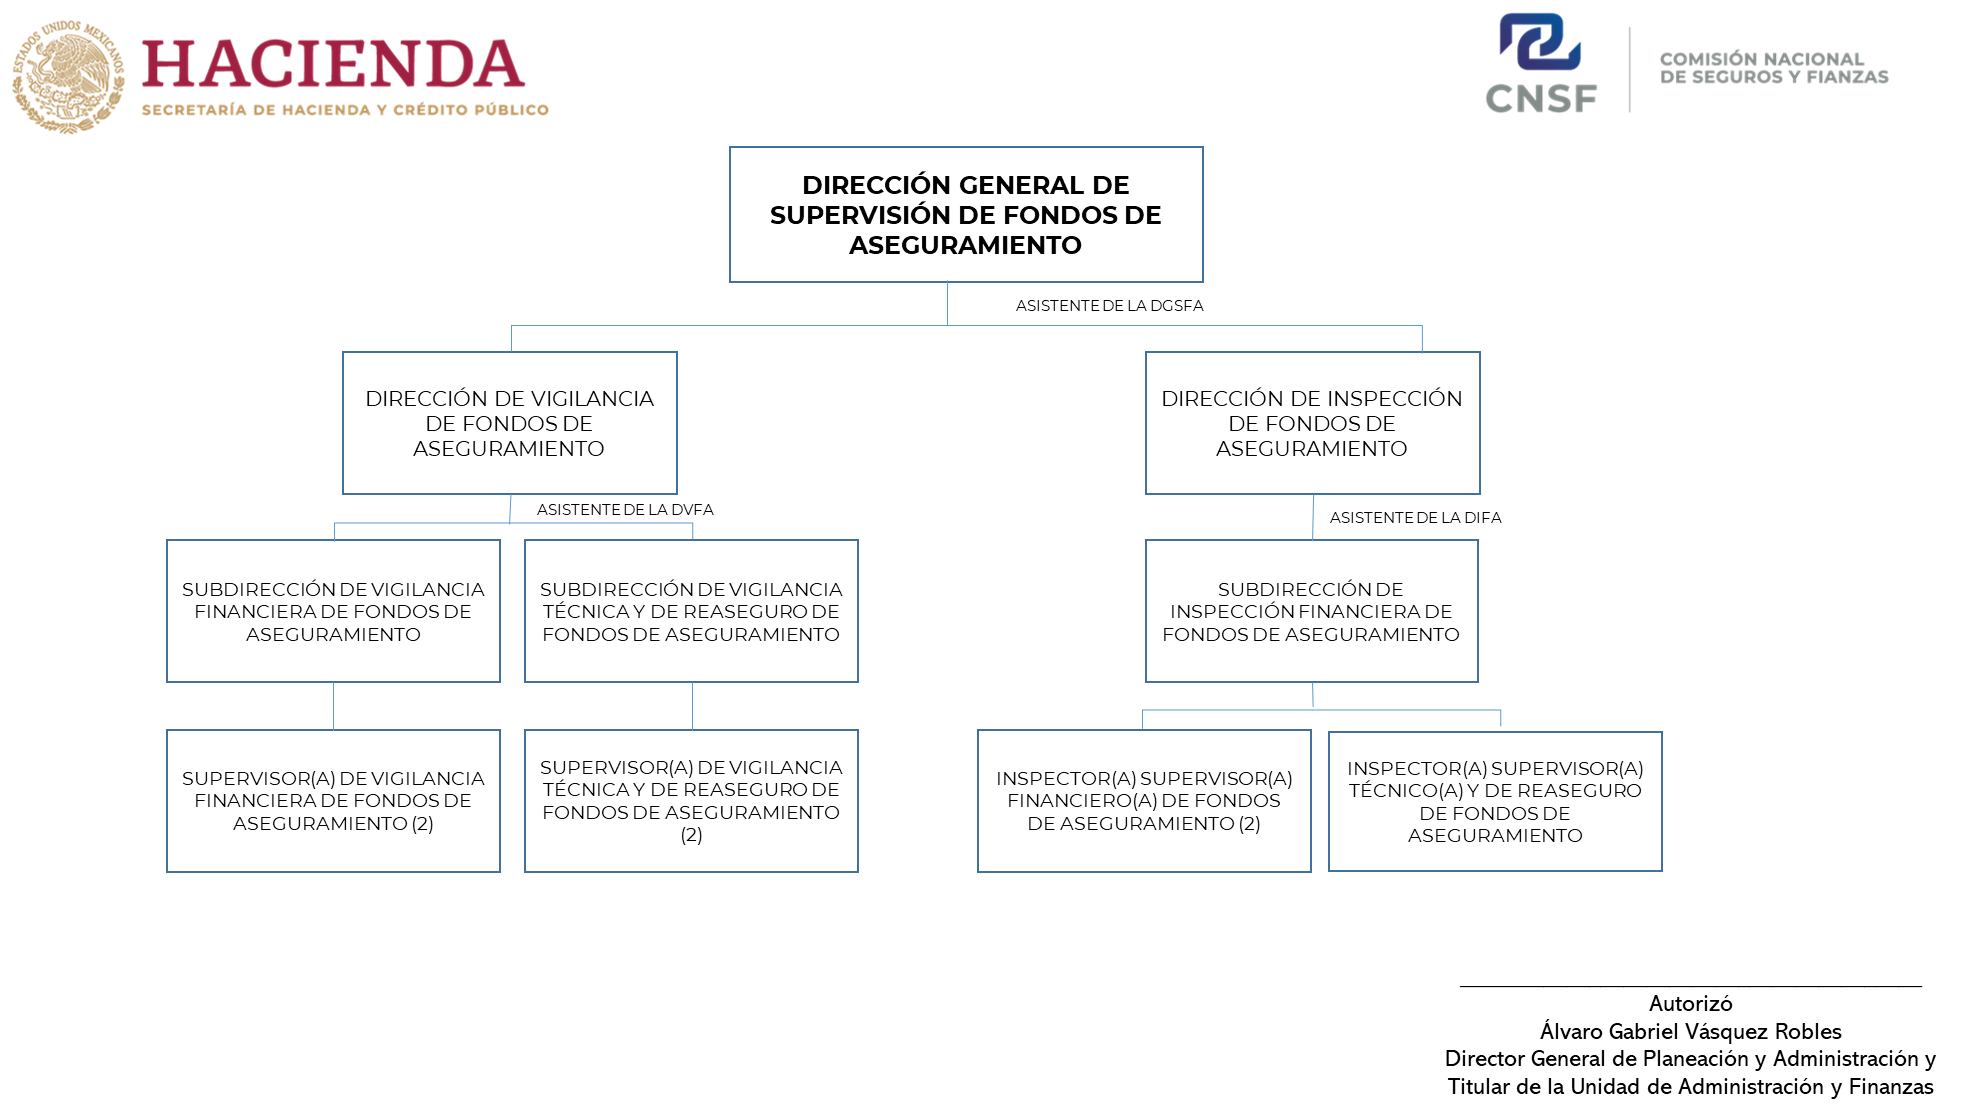 ESTADOS UNIDOS MEXICANOS
HACIENDA
SECRETARÍA DE HACIENDA Y CRÉDITO PÚBLICO
CNSF
COMISIÓN NACIONAL
DE SEGUROS Y FIANZAS
DIRECCIÓN GENERAL DE
SUPERVISIÓN DE FONDOS DE
ASEGURAMIENTO
ASISTENTE DE LA DGSFA
DIRECCIÓN DE VIGILANCIA
DE FONDOS DE
ASEGURAMIENTO
DIRECCIÓN DE INSPECCIÓN
DE FONDOS DE
ASEGURAMIENTO
ASISTENTE DE LA DVFA
ASISTENTE DE LA DIFA
SUBDIRECCIÓN DE VIGILANCIA
FINANCIERA DE FONDOS DE
ASEGURAMIENTO
SUBDIRECCIÓN DE VIGILANCIA
TÉCNICA Y DE REASEGURO DE
FONDOS DE ASEGURAMIENTO
SUBDIRECCIÓN DE
INSPECCIÓN FINANCIERA DE
FONDOS DE ASEGURAMIENTO
SUPERVISOR(A) DE VIGILANCIA
FINANCIERA DE FONDOS DE
ASEGURAMIENTO (2)
SUPERVISOR(A) DE VIGILANCIA
TÉCNICA Y DE REASEGURO DE
FONDOS DE ASEGURAMIENTO
(2)
INSPECTOR(A) SUPERVISOR(A)
FINANCIERO(A) DE FONDOS
DE ASEGURAMIENTO (2)
INSPECTOR(A) SUPERVISOR(A)
TÉCNICO(A) Y DE REASEGURO
DE FONDOS DE
ASEGURAMIENTO
Autorizó
Álvaro Gabriel Vásquez Robles
Director General de Planeación y Administración y
Titular de la Unidad de Administración y Finanzas